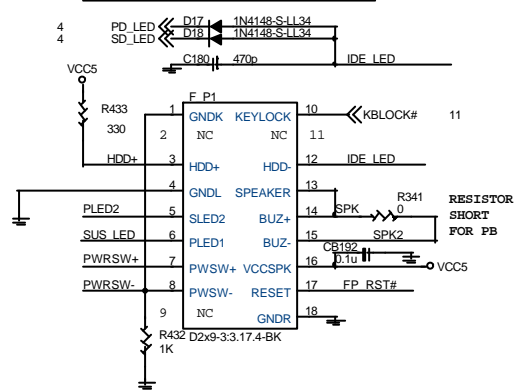 4 PD_LED D17 1N4148-S-LL34
4 SD_LED D18 1N4148-S-LL34
C180 470p IDE_LED
VCC5
R433
330
F_P1
1 GNDK KEYLOCK 10 KBLOCK# 11
2 NC NC 11
HDD+ 3 HDD+ HDD- 12 IDE_LED
4 GNDL SPEAKER 13
PLED2 5 SLED2 BUZ+ 14 SPK R341 0
RESISTOR
SHORT
FOR PB
SUS_LED 6 PLED1 BUZ- 15 SPK2
CB192
0.1u
PWRSW+ 7 PWSW+ VCCSPK 16 VCC5
PWRSW- 8 PWSW- RESET 17 FP_RST#
9 NC GNDR 18
R432
1K
D2x9-3:3.17.4-BK